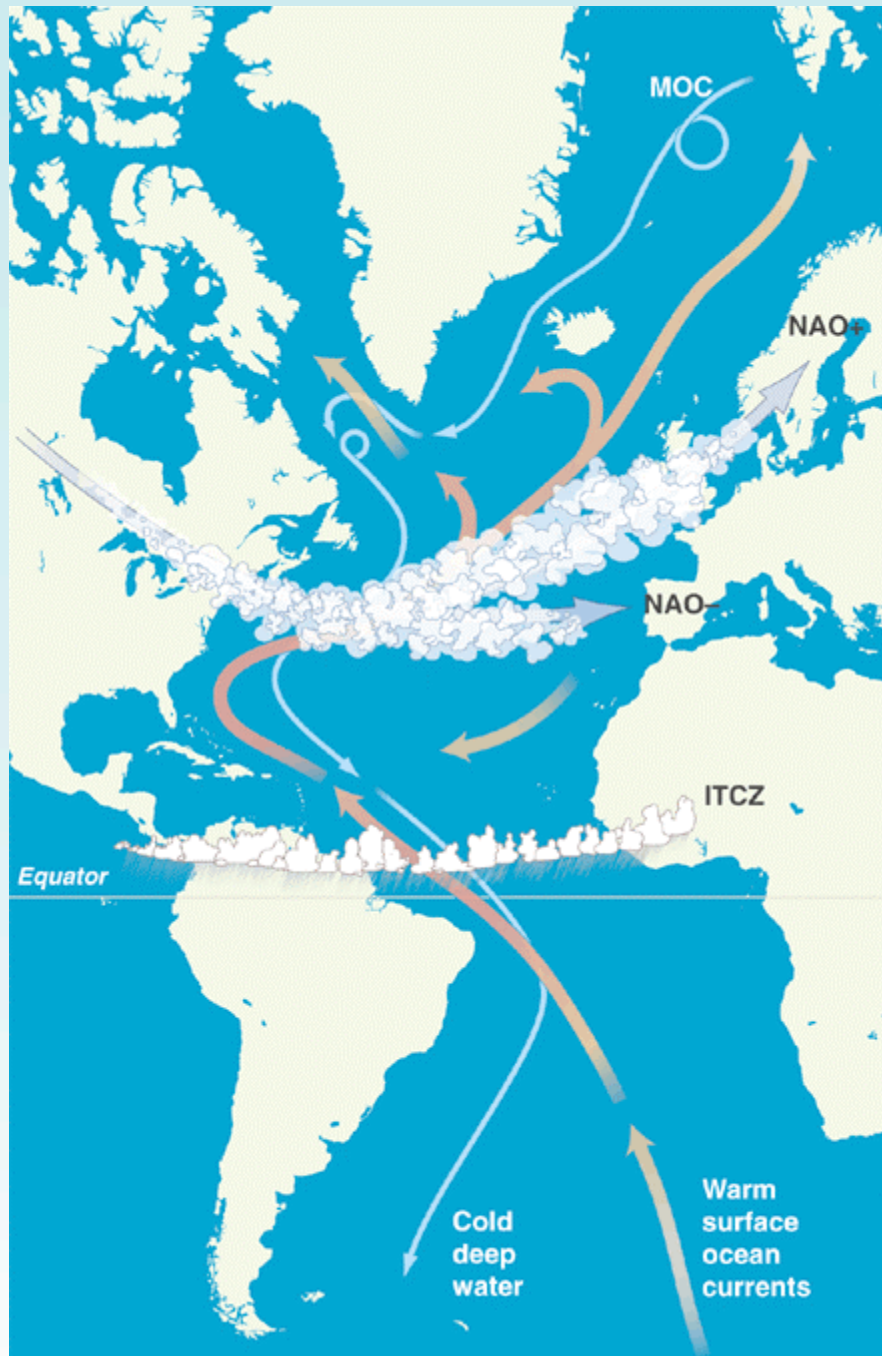 MOC
NAO+
NAO–
ITCZ
Equator
Cold
deep
water
Warm
surface
ocean
currents